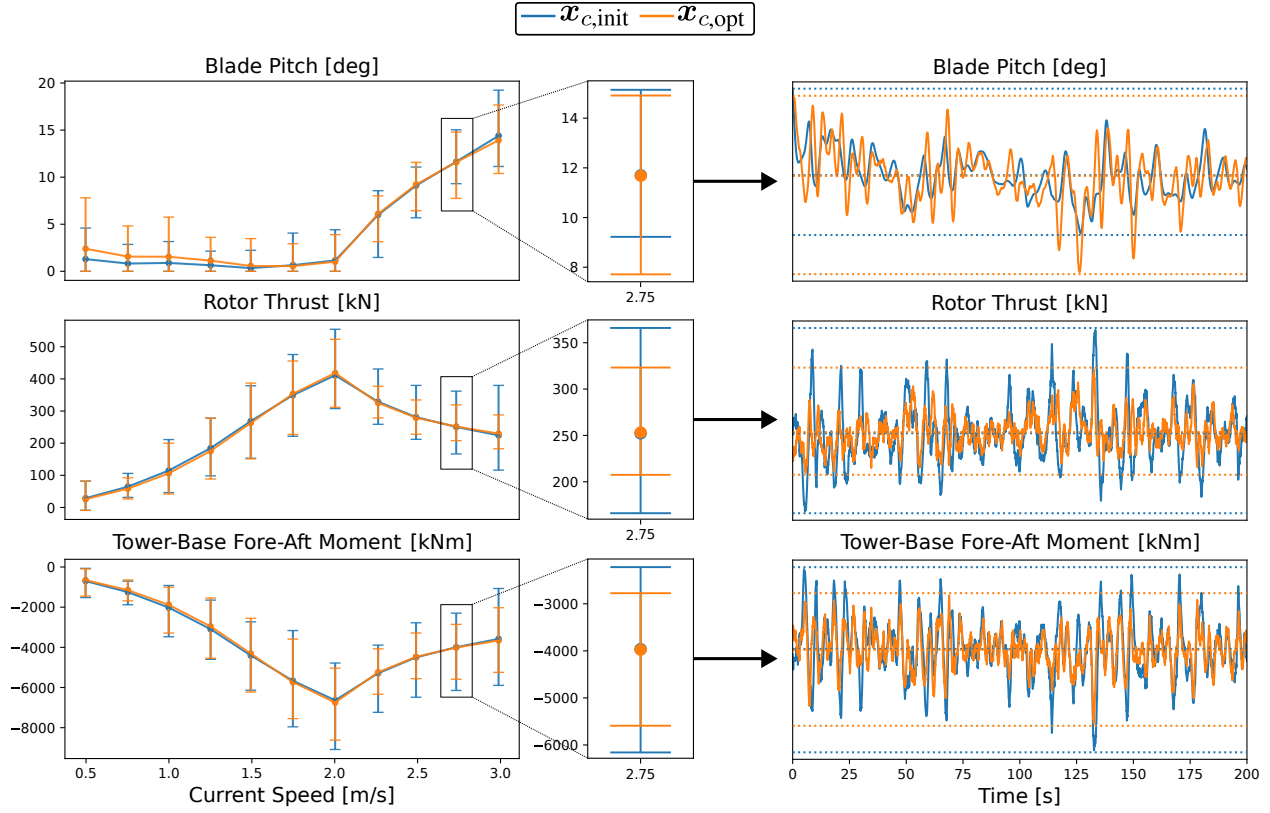 x_{c,init} x_{c,opt}
Blade Pitch [deg]
20
15
10
5
0
14
12
10
8
2.75
Blade Pitch [deg]
Rotor Thrust [kN]
500
400
300
200
100
0
350
300
250
200
2.75
Rotor Thrust [kN]
Tower-Base Fore-Aft Moment [kNm]
0
−2000
−4000
−6000
−8000
0.5 1.0 1.5 2.0 2.5 3.0
Current Speed [m/s]
−3000
−4000
−5000
−6000
2.75
Tower-Base Fore-Aft Moment [kNm]
0 25 50 75 100 125 150 175 200
Time [s]